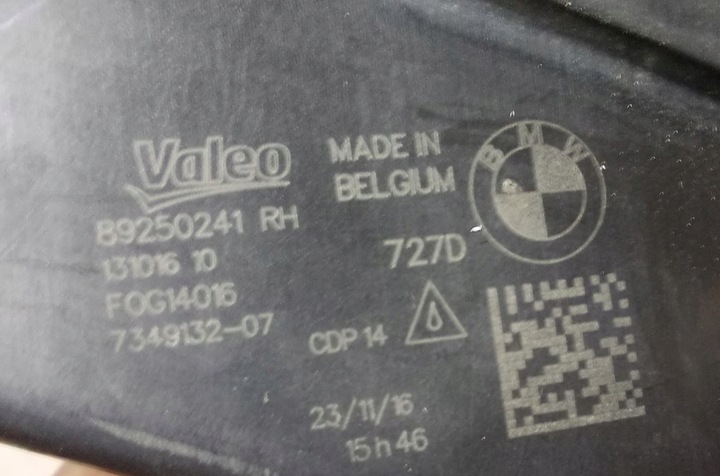 Valeo
MADE IN
BELGIUM
BMW
89250241 RH
131016 10
727D
FOG14016
7349132-07
CDP 14
23/11/16
15h46